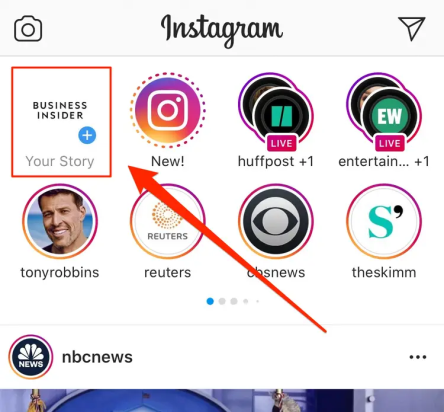 Instagram
BUSINESS
INSIDER
Your Story
New!
LIVE
huffpost +1
EW
LIVE
entertain... +1
tonyrobbins
REUTERS
reuters
cbsnews
S'
theskimm
NEWS
nbcnews